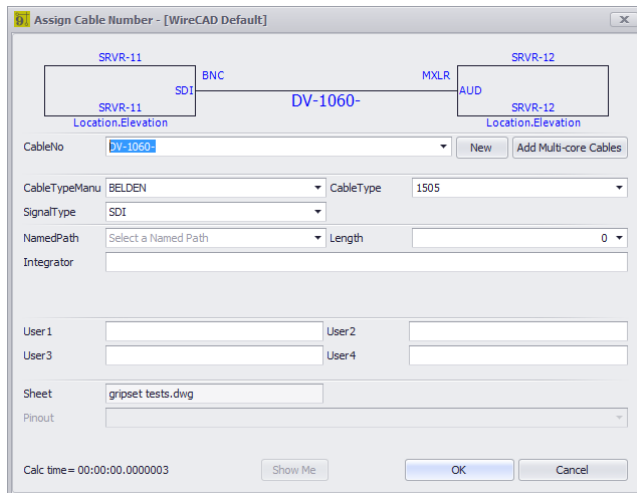 Assign Cable Number - [WireCAD Default]
SRVR-11 SRVR-12
BNC MXLR
SDI AUD
DV-1060-
SRVR-11 SRVR-12
Location.Elevation Location.Elevation
CableNo DV-1060- New Add Multi-core Cables
CableTypeManu BELDEN CableType 1505
SignalType SDI
NamedPath Select a Named Path Length 0
Integrator
User1 User2
User3 User4
Sheet gripset tests.dwg
Pinout
Calc time= 00:00:00.0000003 Show Me OK Cancel